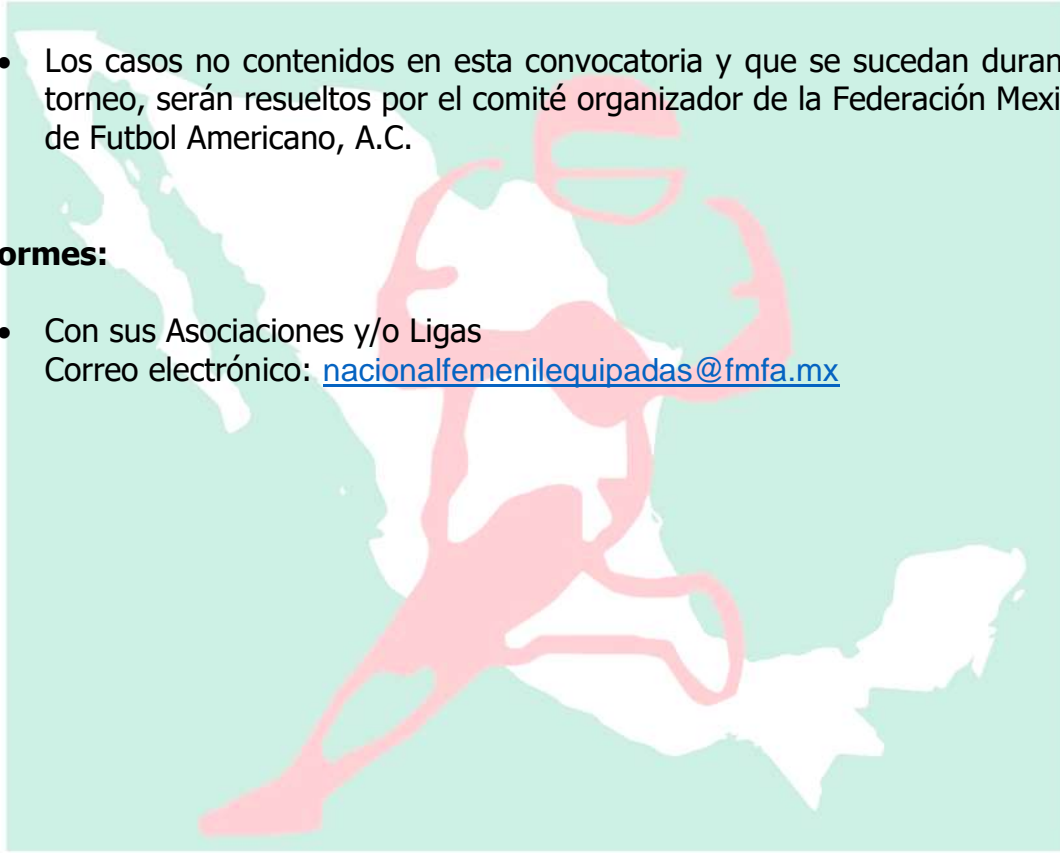 • Los casos no contenidos en esta convocatoria y que se sucedan duran
torneo, serán resueltos por el comité organizador de la Federación Mexi
de Futbol Americano, A.C.
ormes:
• Con sus Asociaciones y/o Ligas
Correo electrónico: nacionalfemenilequipadas@fmfa.mx